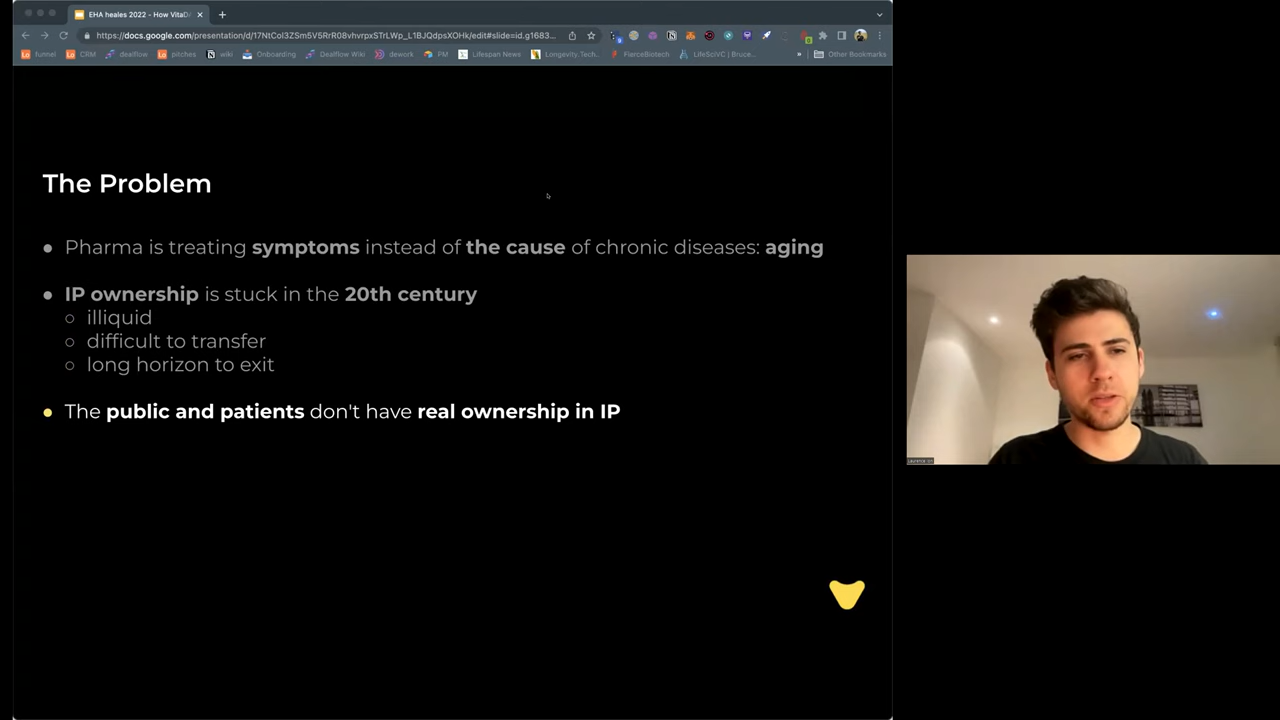 EHA heales 2022 - How VitaD
https://docs.google.com/presentation/d/17NtCoI3ZSm5V5RrR08vhvrpxSTrLWp_L1BJQdpsXOHk/edit#slide=id.g1683...
funnel CRM dealflow pitches wiki Onboarding Dealflow Wiki dework PM Lifespan News Longevity.Tech... FierceBiotech LifeSciVC | Bruce... » Other Bookmarks
The Problem
● Pharma is treating symptoms instead of the cause of chronic diseases: aging
● IP ownership is stuck in the 20th century
○ illiquid
○ difficult to transfer
○ long horizon to exit
● The public and patients don't have real ownership in IP